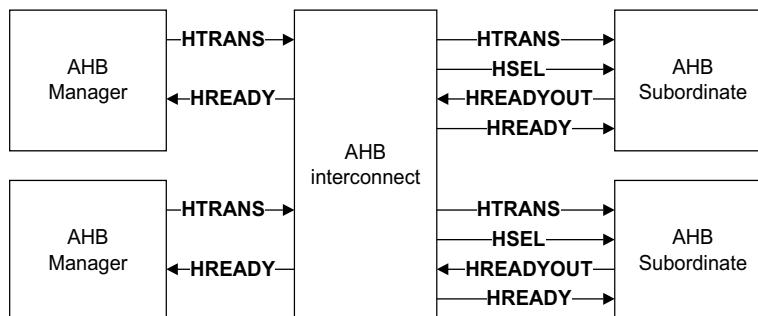 AHB
Manager
HTRANS
HREADY
AHB
Manager
HTRANS
HREADY
AHB
interconnect
HTRANS
HSEL
HREADYOUT
HREADY
AHB
Subordinate
HTRANS
HSEL
HREADYOUT
HREADY
AHB
Subordinate